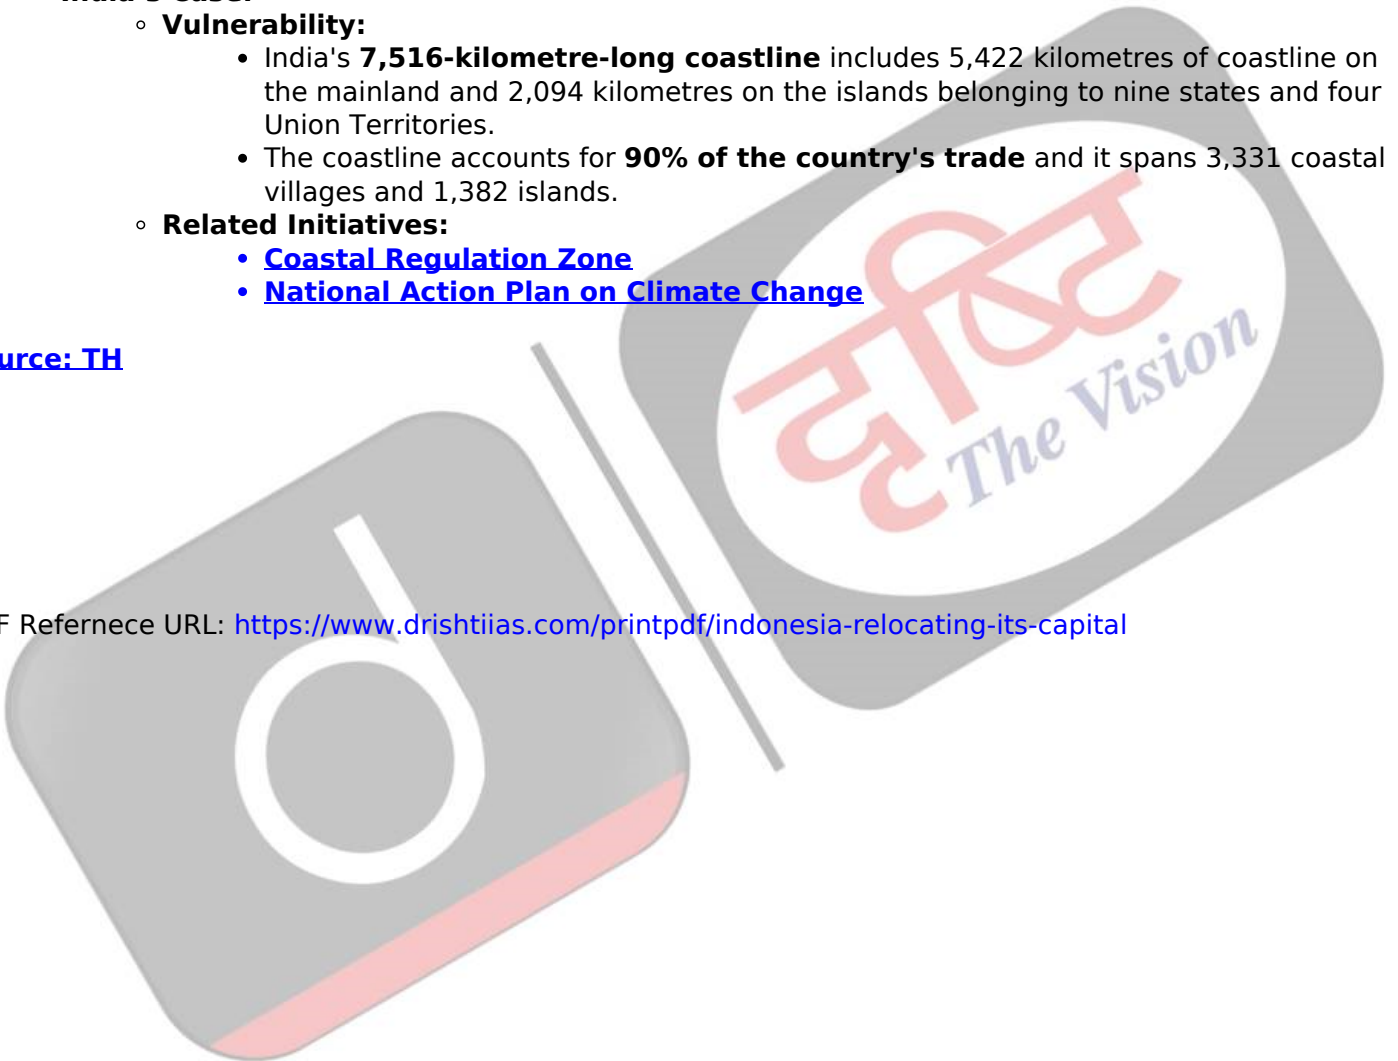 Vulnerability:
India's 7,516-kilometre-long coastline includes 5,422 kilometres of coastline on
the mainland and 2,094 kilometres on the islands belonging to nine states and four
Union Territories.
The coastline accounts for 90% of the country's trade and it spans 3,331 coastal
villages and 1,382 islands.
Related Initiatives:
Coastal Regulation Zone
National Action Plan on Climate Change
urce: TH
दृष्टि
The Vision
d
F Refernece URL: https://www.drishtiias.com/printpdf/indonesia-relocating-its-capital